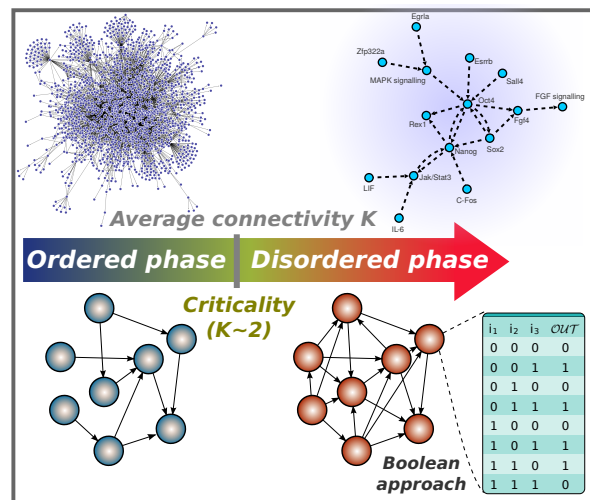 Egrla
Zfp322a
Esrrb
MAPK signalling
Sall4
Oct4
FGF signalling
Rex1
Fgf4
Sox2
Nanog
Jak/Stat3
LIF
C-Fos
IL-6
Average connectivity K
Ordered phase
Disordered phase
Criticality
(K~2)
i₁ i₂ i₃ OUT
0 0 0 0
0 0 1 1
0 1 0 0
0 1 1 1
1 0 0 0
1 0 1 1
1 1 0 1
1 1 1 0
Boolean
approach